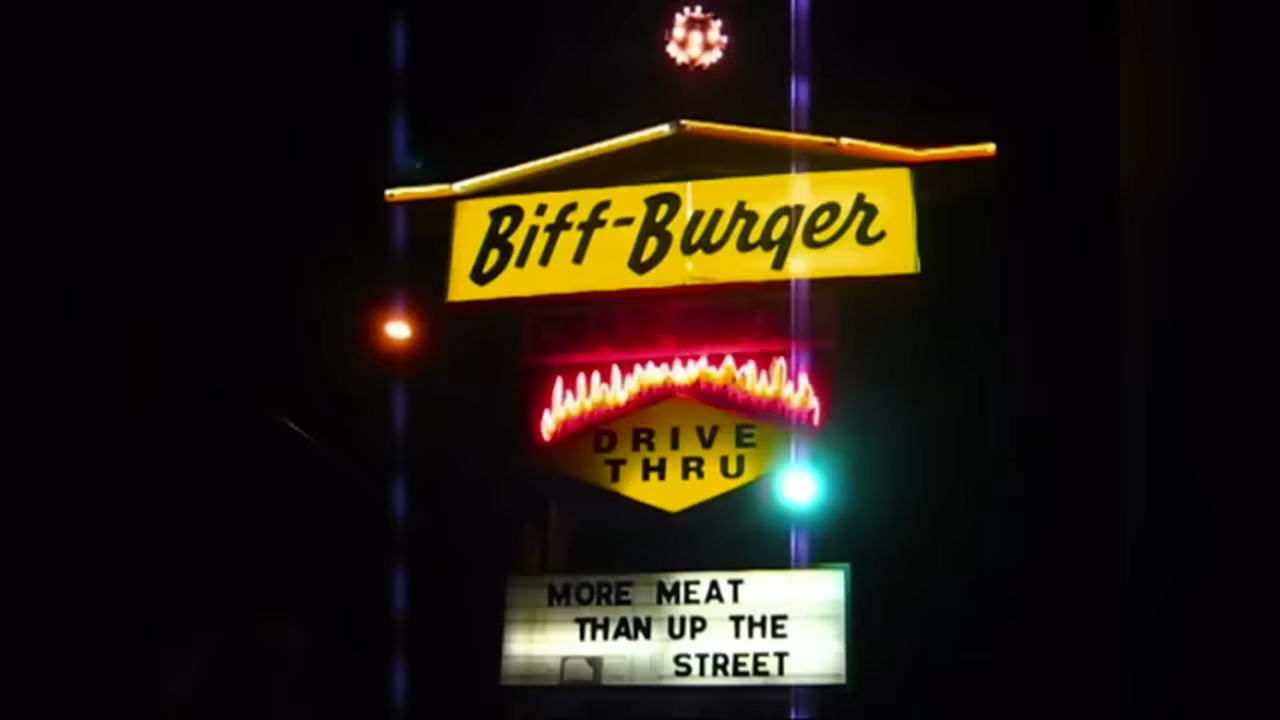 Biff-Burger
DRIVE
THRU
MORE MEAT
THAN UP THE
STREET